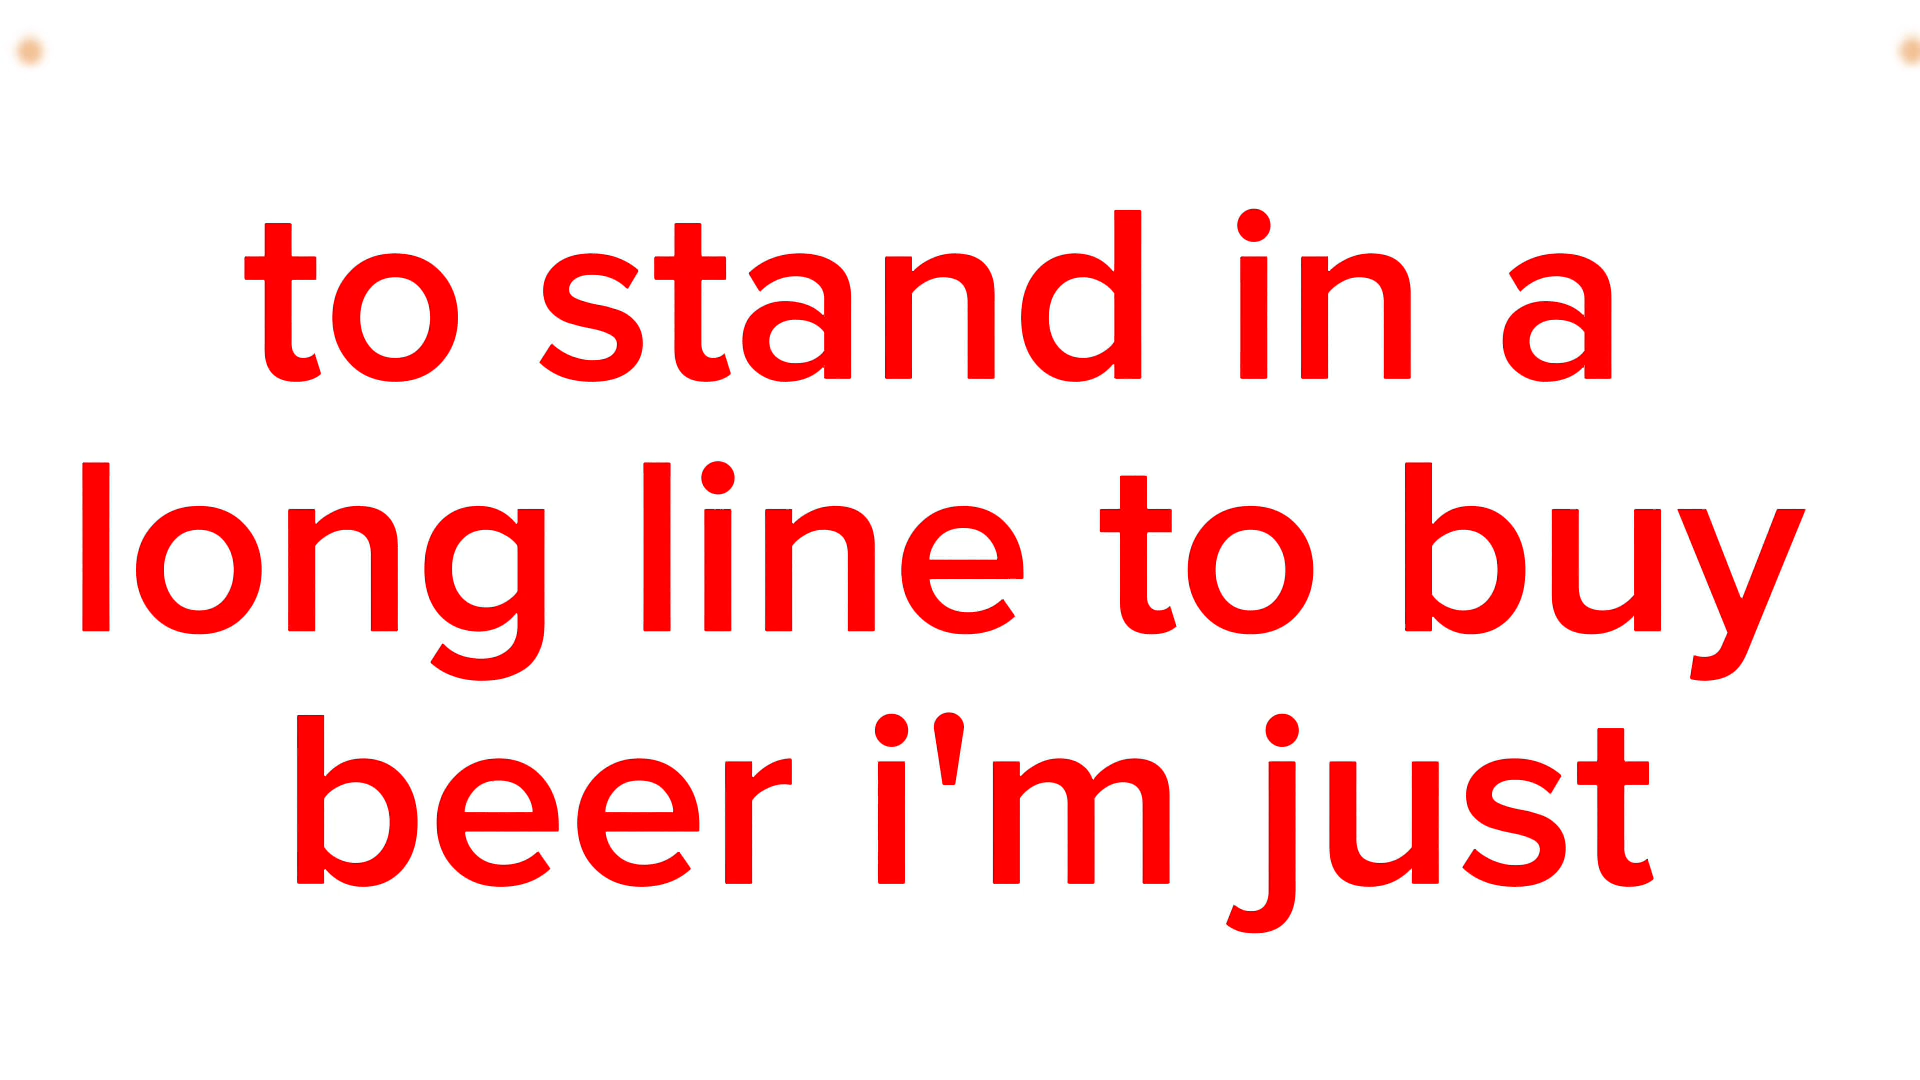 to stand in a
long line to buy
beer i'm just